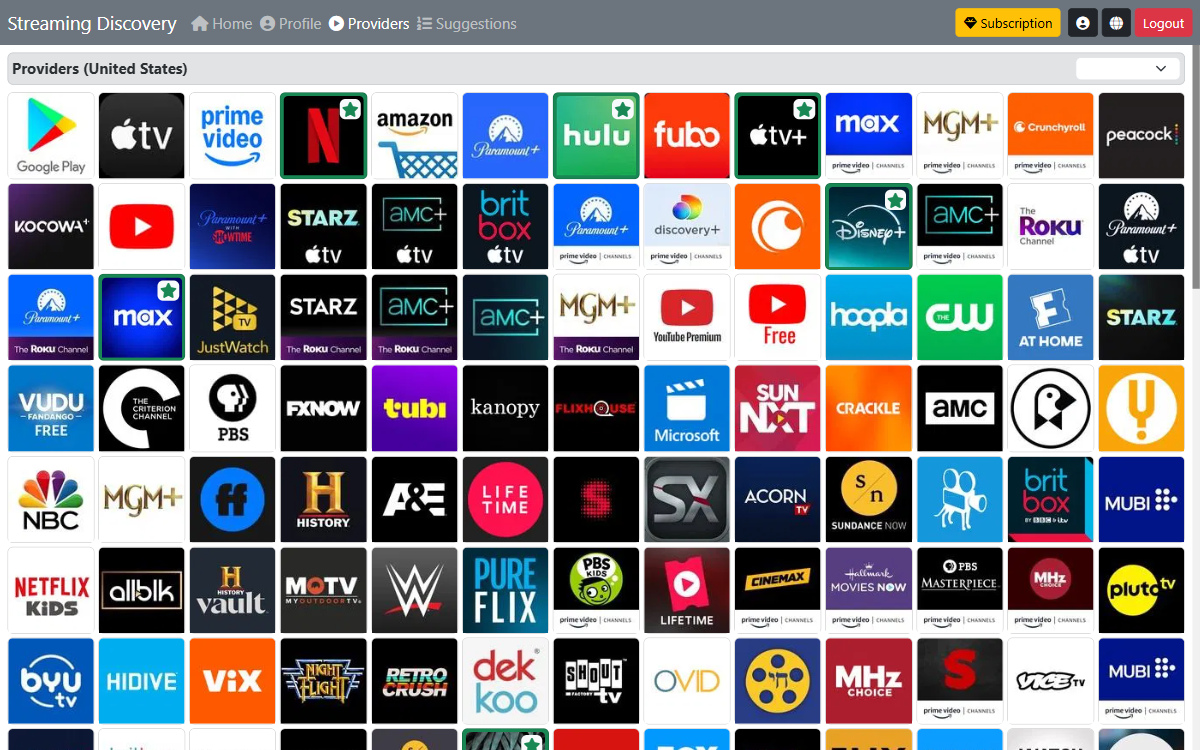 Streaming Discovery Home Profile Providers Suggestions Subscription Logout
Providers (United States)
Google Play
tv
prime video
N
amazon
Paramount+
hulu
fubo
tv+
max
prime video | CHANNELS
MGM+
prime video | CHANNELS
Crunchyroll
prime video | CHANNELS
peacock
KOCOWA+
Paramount+
WITH
SHOWTIME
STARZ
tv
AMC+
tv
brit
box
tv
Paramount+
prime video | CHANNELS
discovery+
prime video | CHANNELS
Disney+
AMC+
prime video | CHANNELS
The
Roku
Channel
Paramount+
tv
Paramount+
The Roku Channel
max
TV
JustWatch
STARZ
The Roku Channel
AMC+
The Roku Channel
AMC+
MGM+
The Roku Channel
YouTube Premium
Free
hoopla
THE CW
F
AT HOME
STARZ
VUDU
FANDANGO
FREE
THE
CRITERION
CHANNEL
PBS
FXNOW
tubi
kanopy
FLIXHOUSE
Microsoft
SUN
NXT
CRACKLE
AMC
NBC
MGM+
ff
H
HISTORY
A&E
LIFE
TIME
S
SX
ACORN
TV
s
n
SUNDANCE NOW
brit
box
BY BBC & itv
MUBI
NETFLIX
KiDS
allblk
H
HISTORY
vault
MOTV
MYOUTDOORTV
W
PURE
FLIX
PBS
KIDS
prime video | CHANNELS
LIFETIME
CINEMAX
prime video | CHANNELS
Hallmark
MOVIES NOW
prime video | CHANNELS
PBS
MASTERPIECE
prime video | CHANNELS
MHz
CHOICE
prime video | CHANNELS
pluto tv
byu
tv
HIDIVE
ViX
NIGHT
FLIGHT
RETRO
CRUSH
dek
koo
SHOUT!
FACTORY tv
OVID
חי
MHz
CHOICE
S
prime video | CHANNELS
VICE TV
MUBI
prime video | CHANNELS